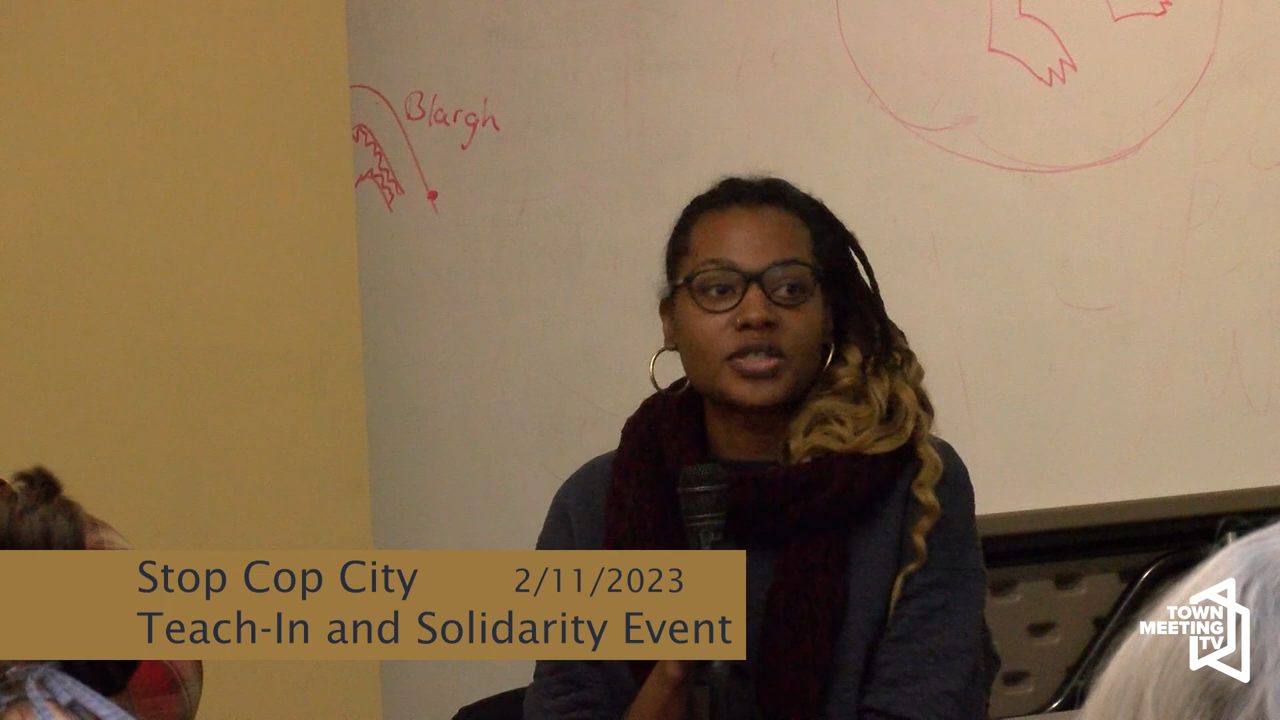 Blargh
Stop Cop City 2/11/2023
Teach-In and Solidarity Event
TOWN
MEETING
TV